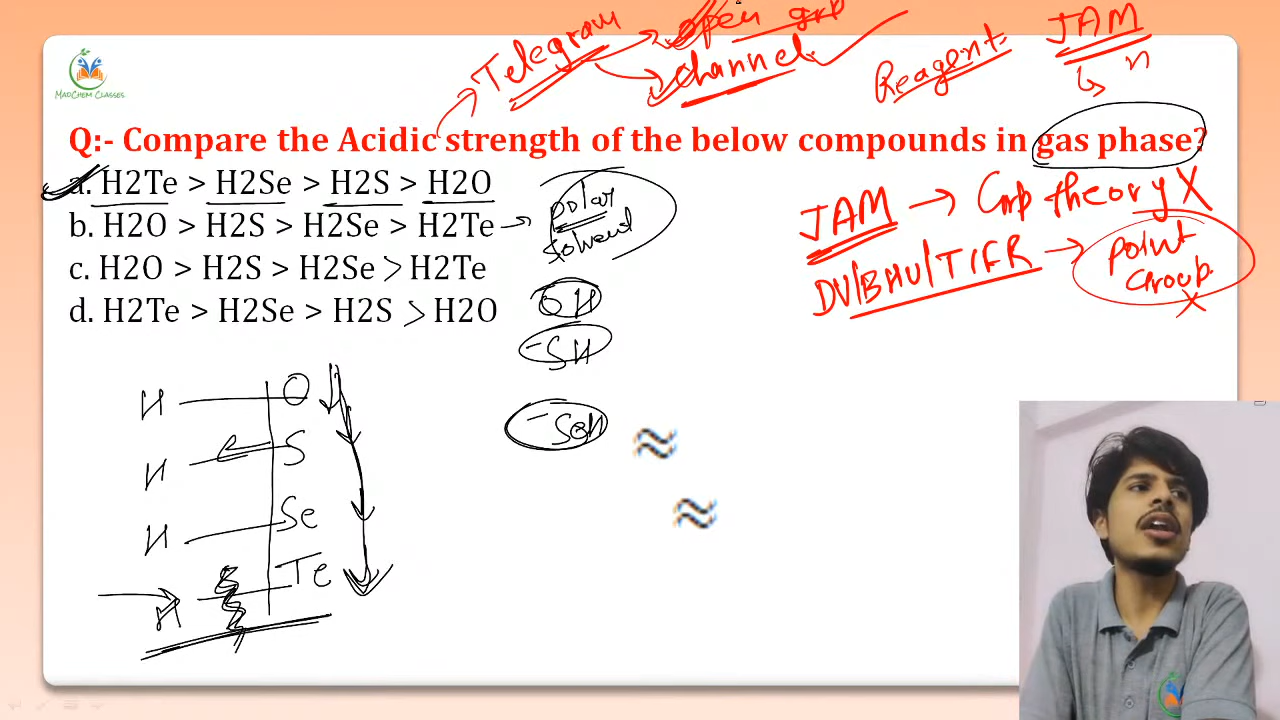 Telegram → open grp
→ channel
Reagent.
JAM
↳ n
MadChem Classes
Q:- Compare the Acidic strength of the below compounds in gas phase?
a. H2Te > H2Se > H2S > H2O
b. H2O > H2S > H2Se > H2Te → polar
solvent
c. H2O > H2S > H2Se > H2Te
d. H2Te > H2Se > H2S > H2O
JAM → Grp theory X
DU/BHU/TIFR → point
Group
X
OH
-SH
-SeH
H O
H S
H Se
H Te
≈
≈